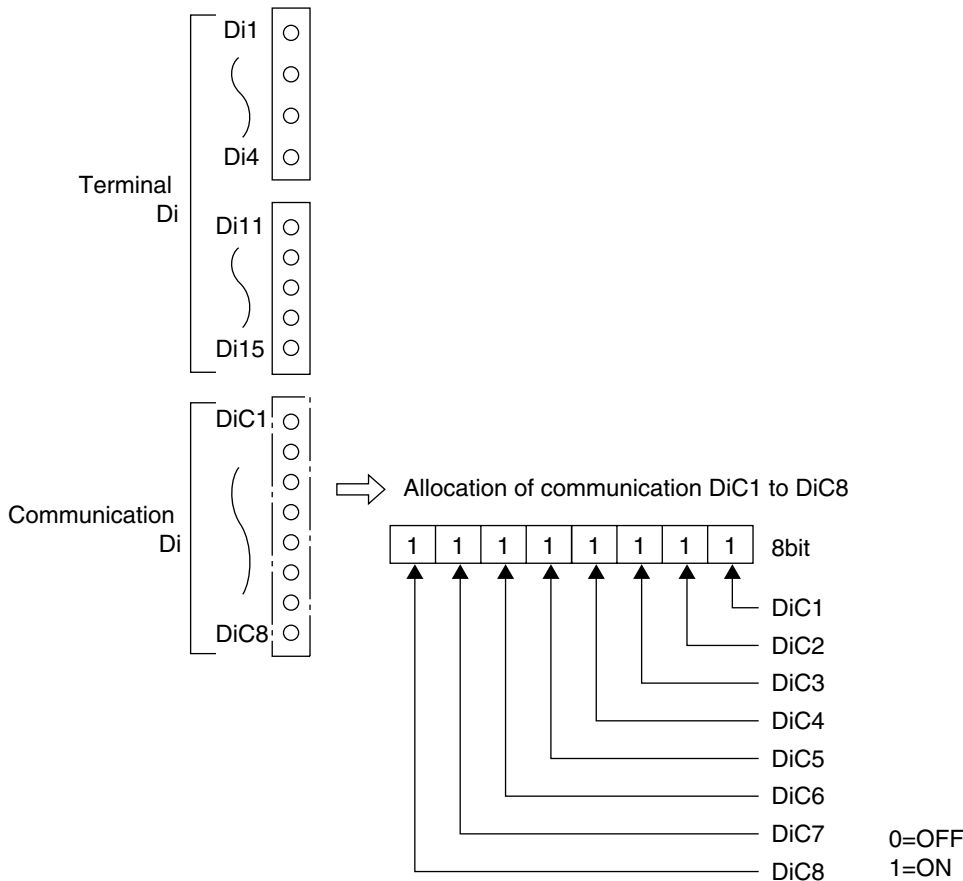 Di1
Di4
Terminal
Di
Di11
Di15
DiC1
Communication
Di
DiC8
Allocation of communication DiC1 to DiC8
1 1 1 1 1 1 1 1 8bit
DiC1
DiC2
DiC3
DiC4
DiC5
DiC6
DiC7
DiC8
0=OFF
1=ON